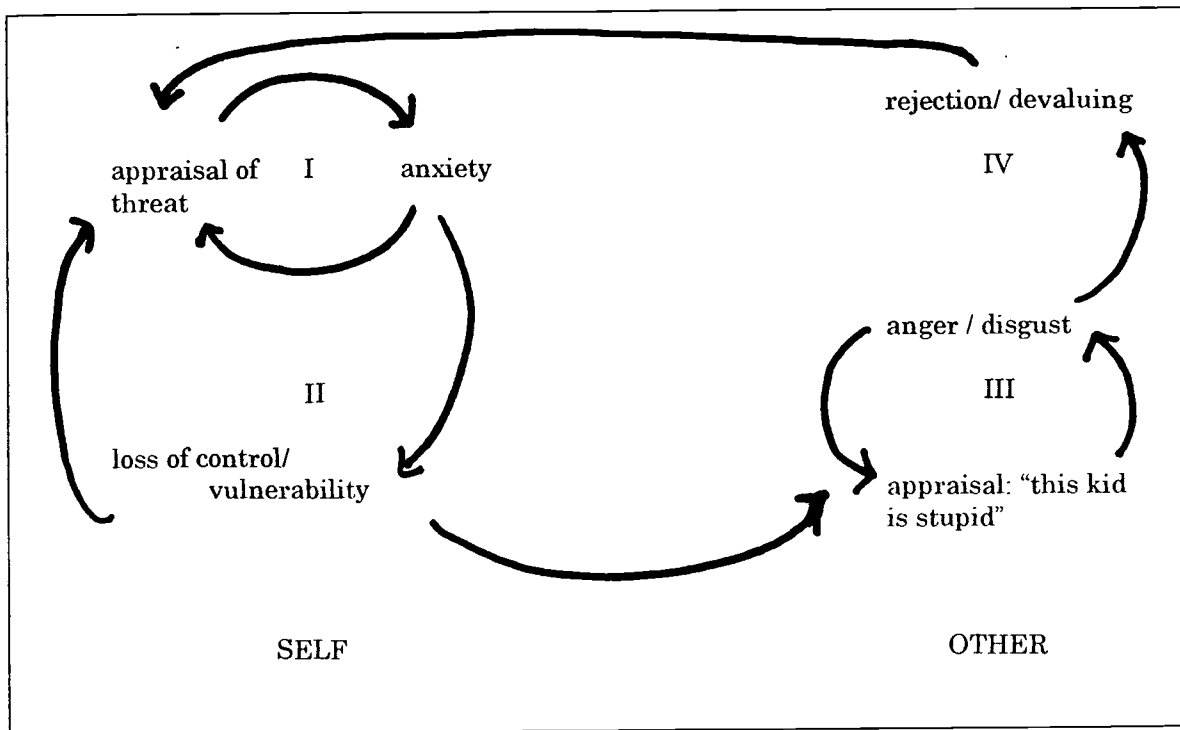 rejection/ devaluing
appraisal of
threat
I
anxiety
IV
anger / disgust
II
III
loss of control/
vulnerability
appraisal: “this kid
is stupid”
SELF
OTHER